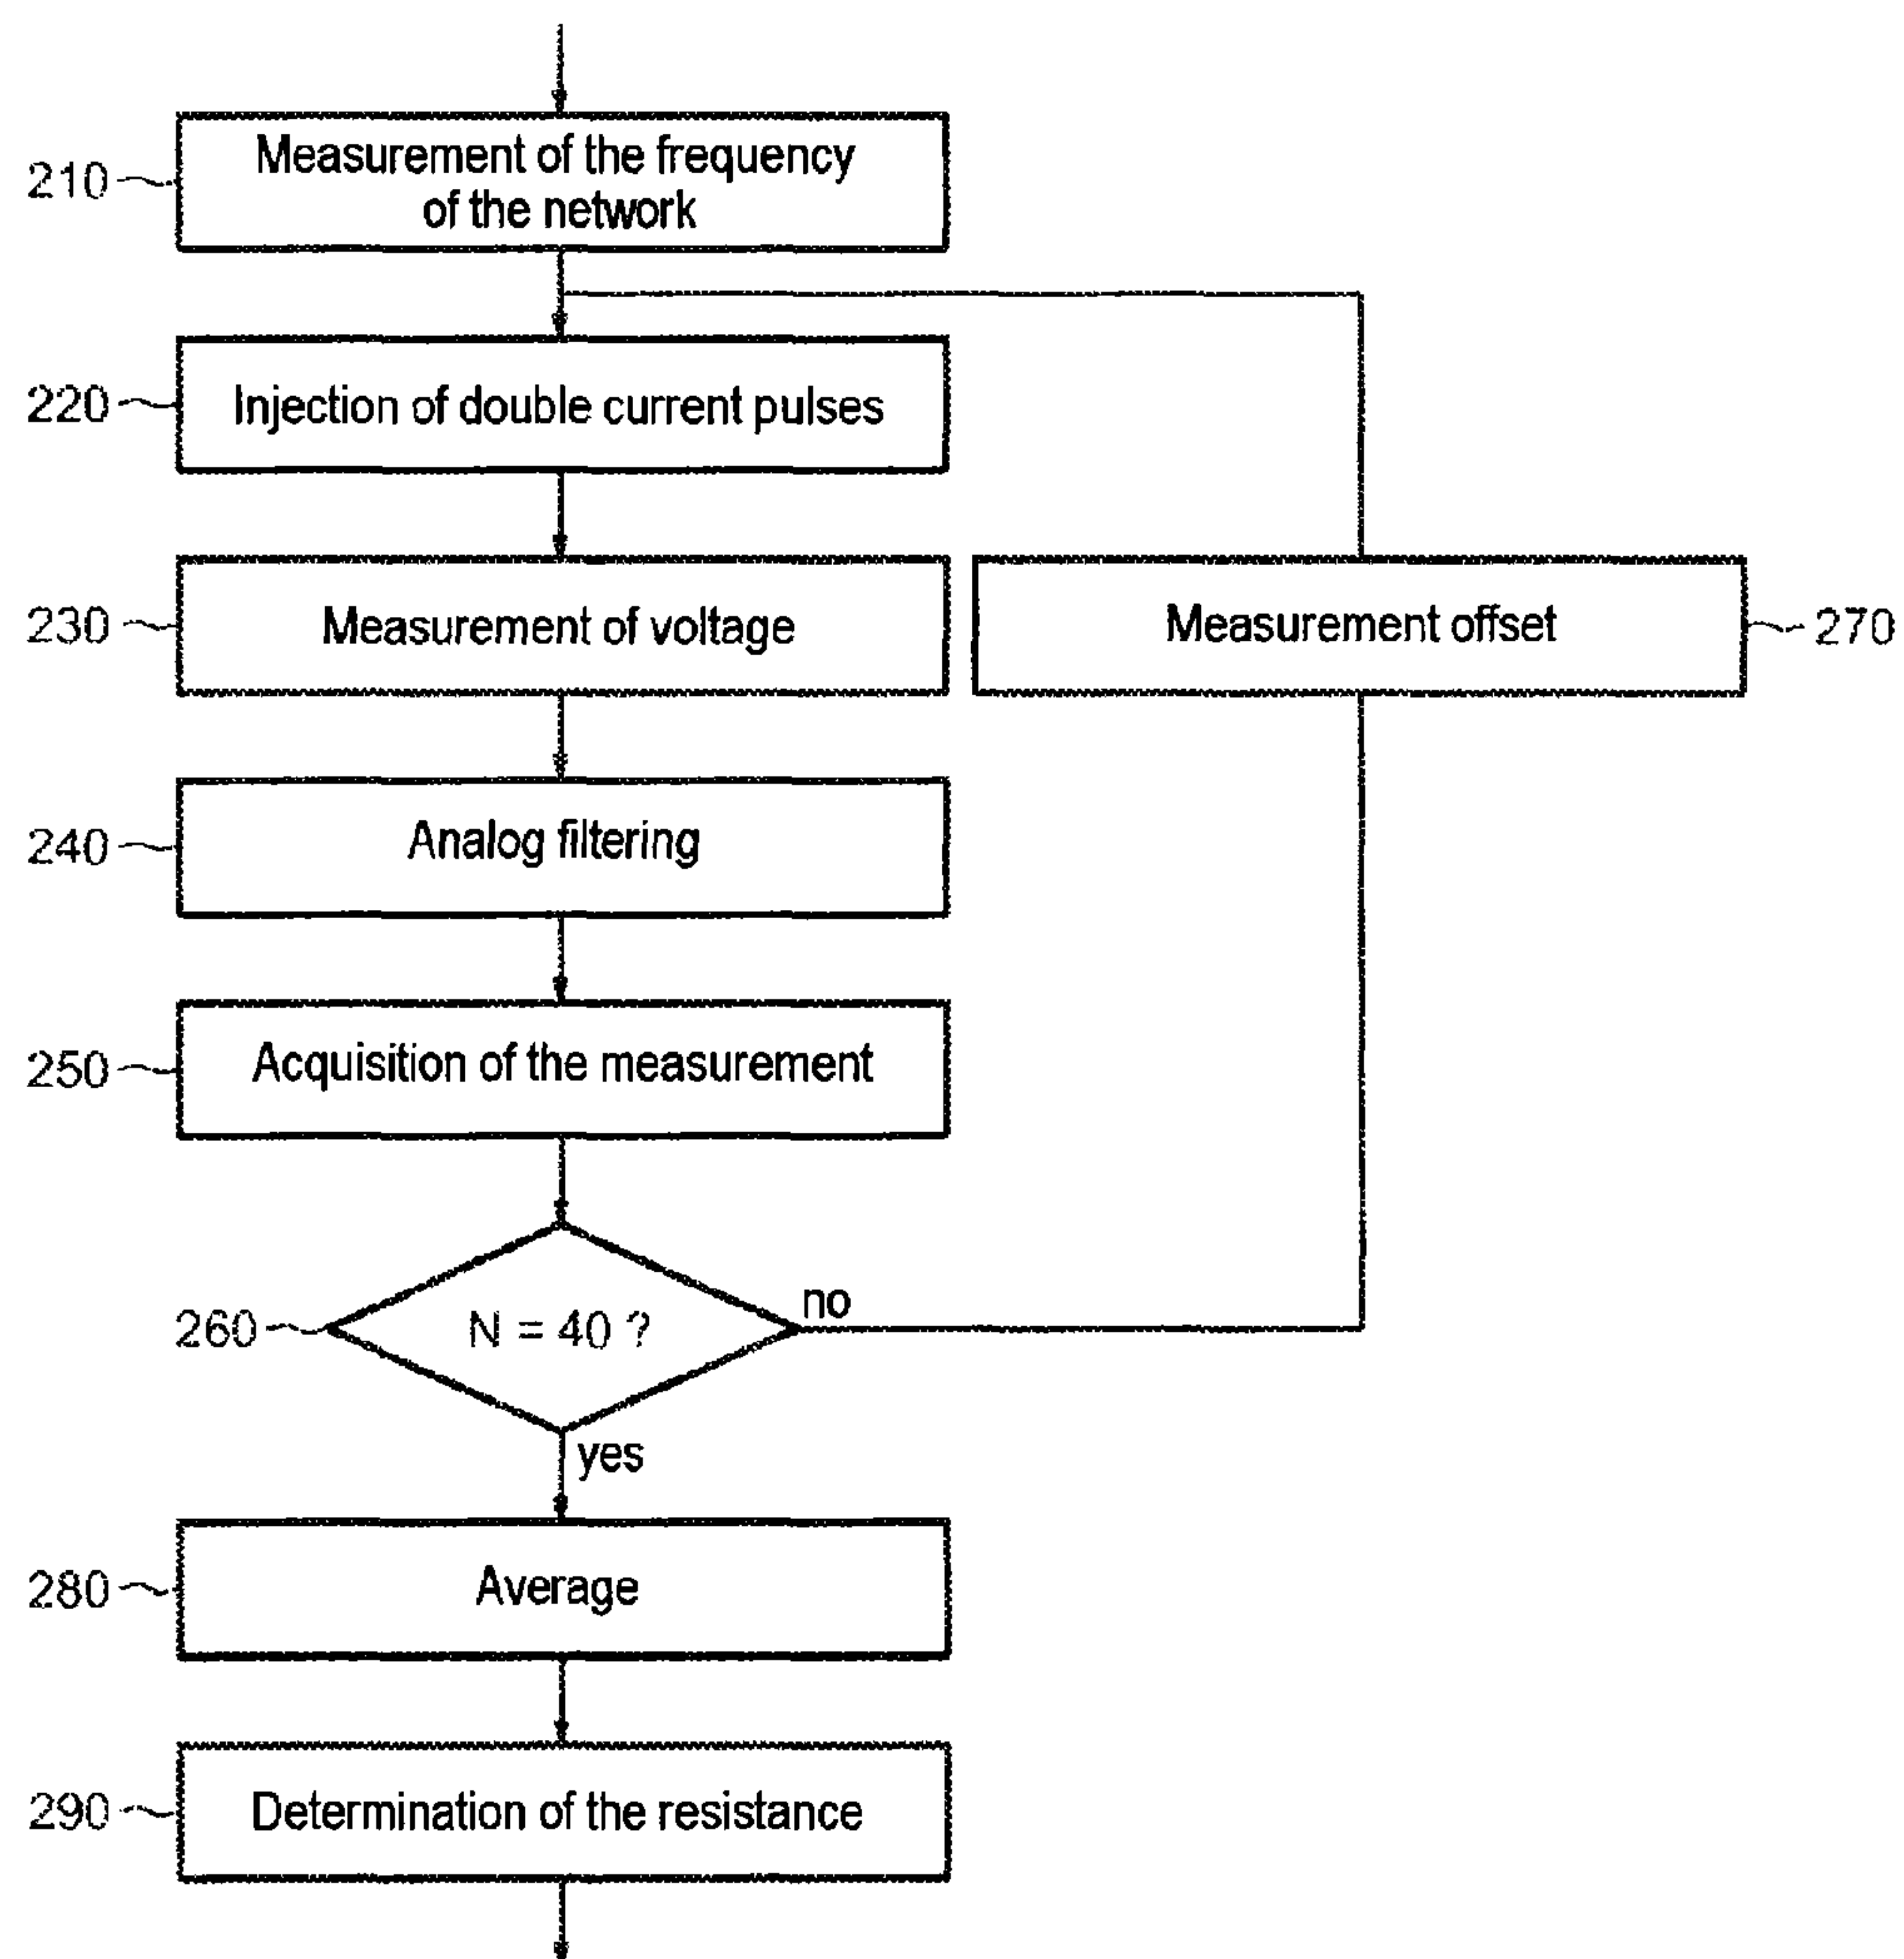 210
Measurement of the frequency
of the network
220
Injection of double current pulses
230
Measurement of voltage
Measurement offset
270
240
Analog filtering
250
Acquisition of the measurement
260
N = 40 ?
no
yes
280
Average
290
Determination of the resistance